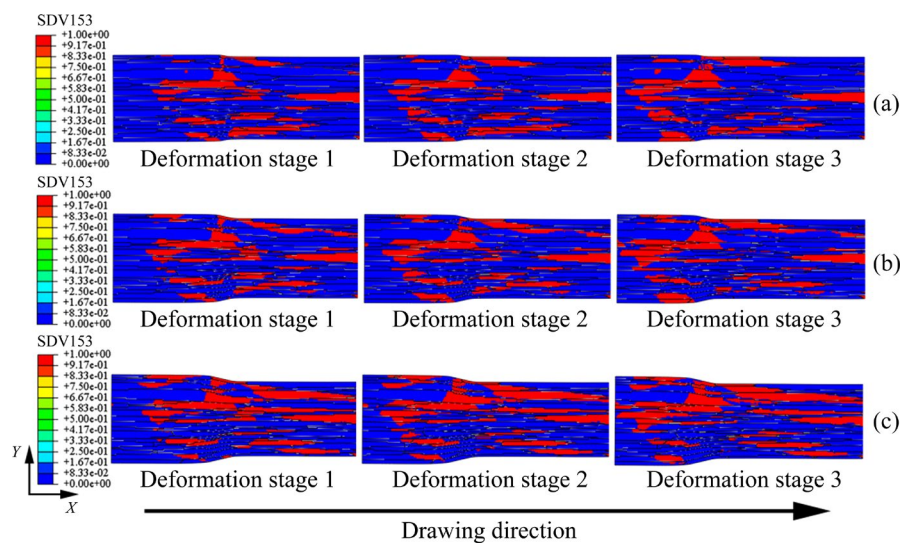 SDV153
+1.00e+00
+9.17e-01
+8.33e-01
+7.50e-01
+6.67e-01
+5.83e-01
+5.00e-01
+4.17e-01
+3.33e-01
+2.50e-01
+1.67e-01
+8.33e-02
+0.00e+00
(a)
Deformation stage 1 Deformation stage 2 Deformation stage 3
SDV153
+1.00e+00
+9.17e-01
+8.33e-01
+7.50e-01
+6.67e-01
+5.83e-01
+5.00e-01
+4.17e-01
+3.33e-01
+2.50e-01
+1.67e-01
+8.33e-02
+0.00e+00
(b)
Deformation stage 1 Deformation stage 2 Deformation stage 3
SDV153
+1.00e+00
+9.17e-01
+8.33e-01
+7.50e-01
+6.67e-01
+5.83e-01
+5.00e-01
+4.17e-01
+3.33e-01
+2.50e-01
+1.67e-01
+8.33e-02
+0.00e+00
(c)
Deformation stage 1 Deformation stage 2 Deformation stage 3
Y
X
Drawing direction